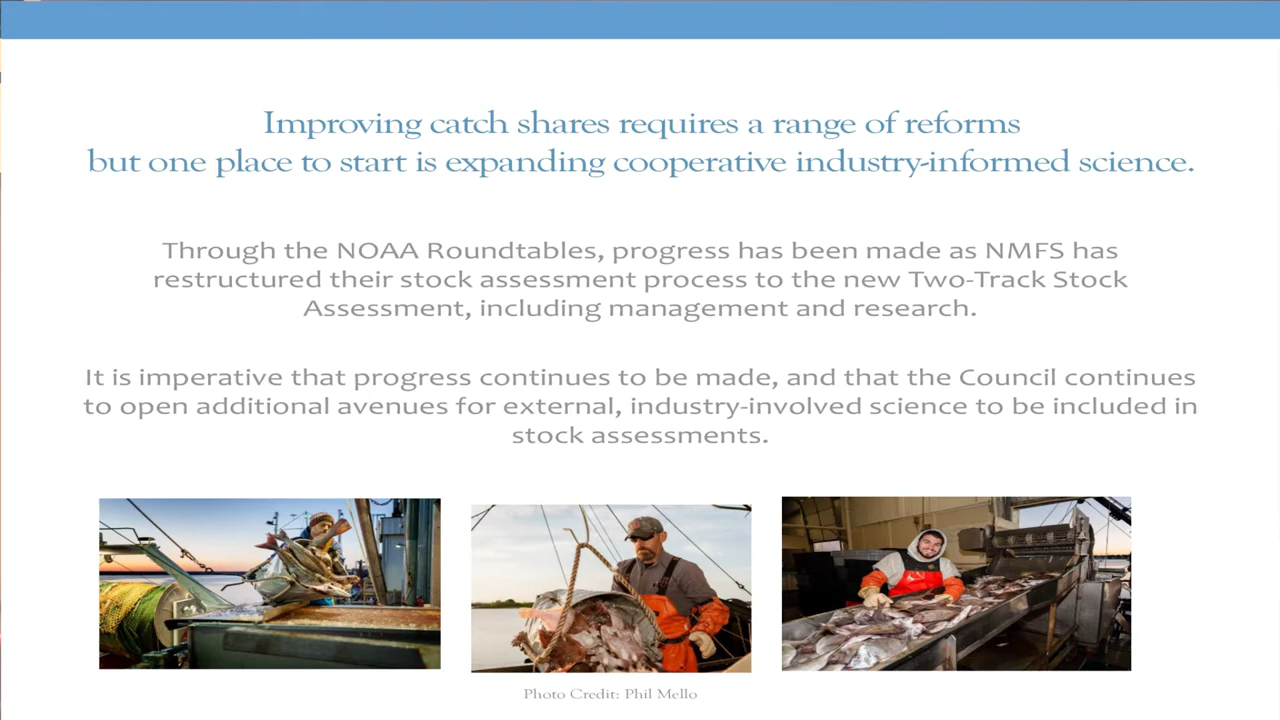 Improving catch shares requires a range of reforms
but one place to start is expanding cooperative industry-informed science.
Through the NOAA Roundtables, progress has been made as NMFS has
restructured their stock assessment process to the new Two-Track Stock
Assessment, including management and research.
It is imperative that progress continues to be made, and that the Council continues
to open additional avenues for external, industry-involved science to be included in
stock assessments.
Photo Credit: Phil Mello